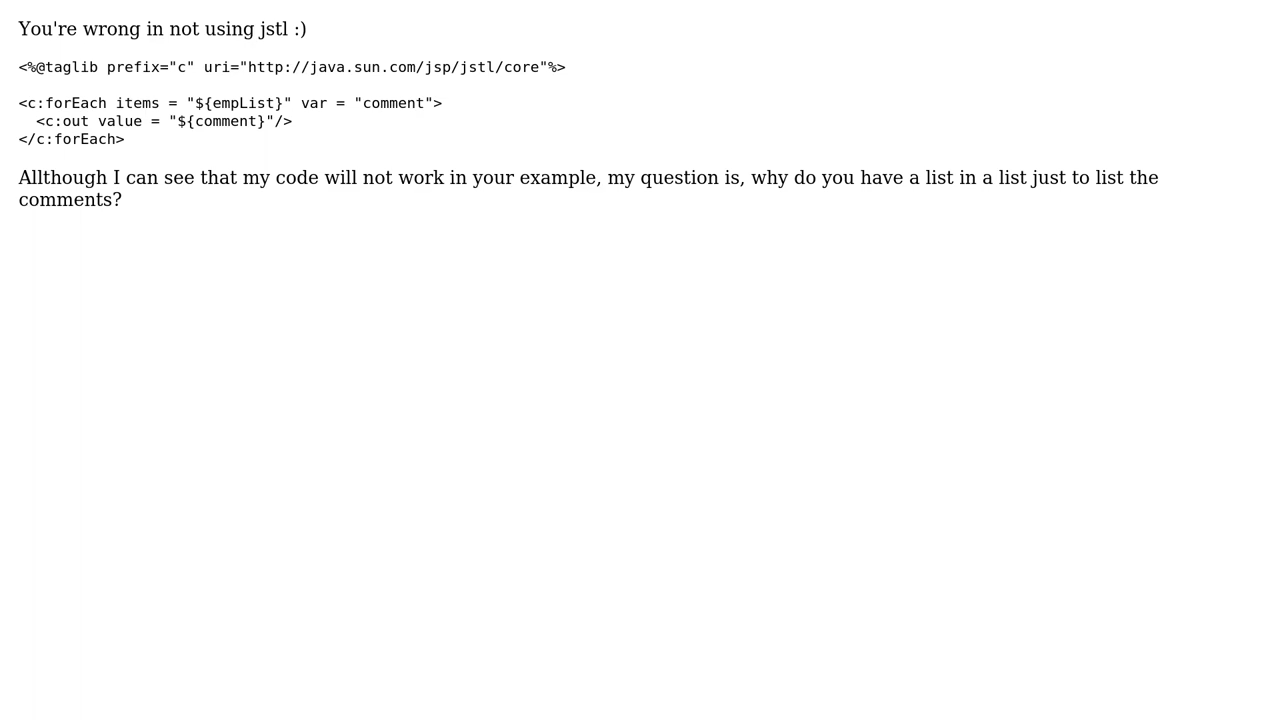 You're wrong in not using jstl :)
<%@taglib prefix="c" uri="http://java.sun.com/jsp/jstl/core"%>
<c:forEach items = "${empList}" var = "comment">
  <c:out value = "${comment}"/>
</c:forEach>
Allthough I can see that my code will not work in your example, my question is, why do you have a list in a list just to list the
comments?